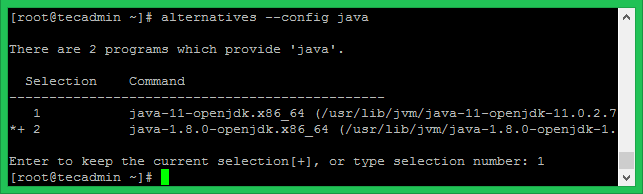 [root@tecadmin ~]# alternatives --config java
There are 2 programs which provide 'java'.
Selection    Command
-----------------------------------------------
1           java-11-openjdk.x86_64 (/usr/lib/jvm/java-11-openjdk-11.0.2.7
*+ 2           java-1.8.0-openjdk.x86_64 (/usr/lib/jvm/java-1.8.0-openjdk-1.
Enter to keep the current selection[+], or type selection number: 1
[root@tecadmin ~]#